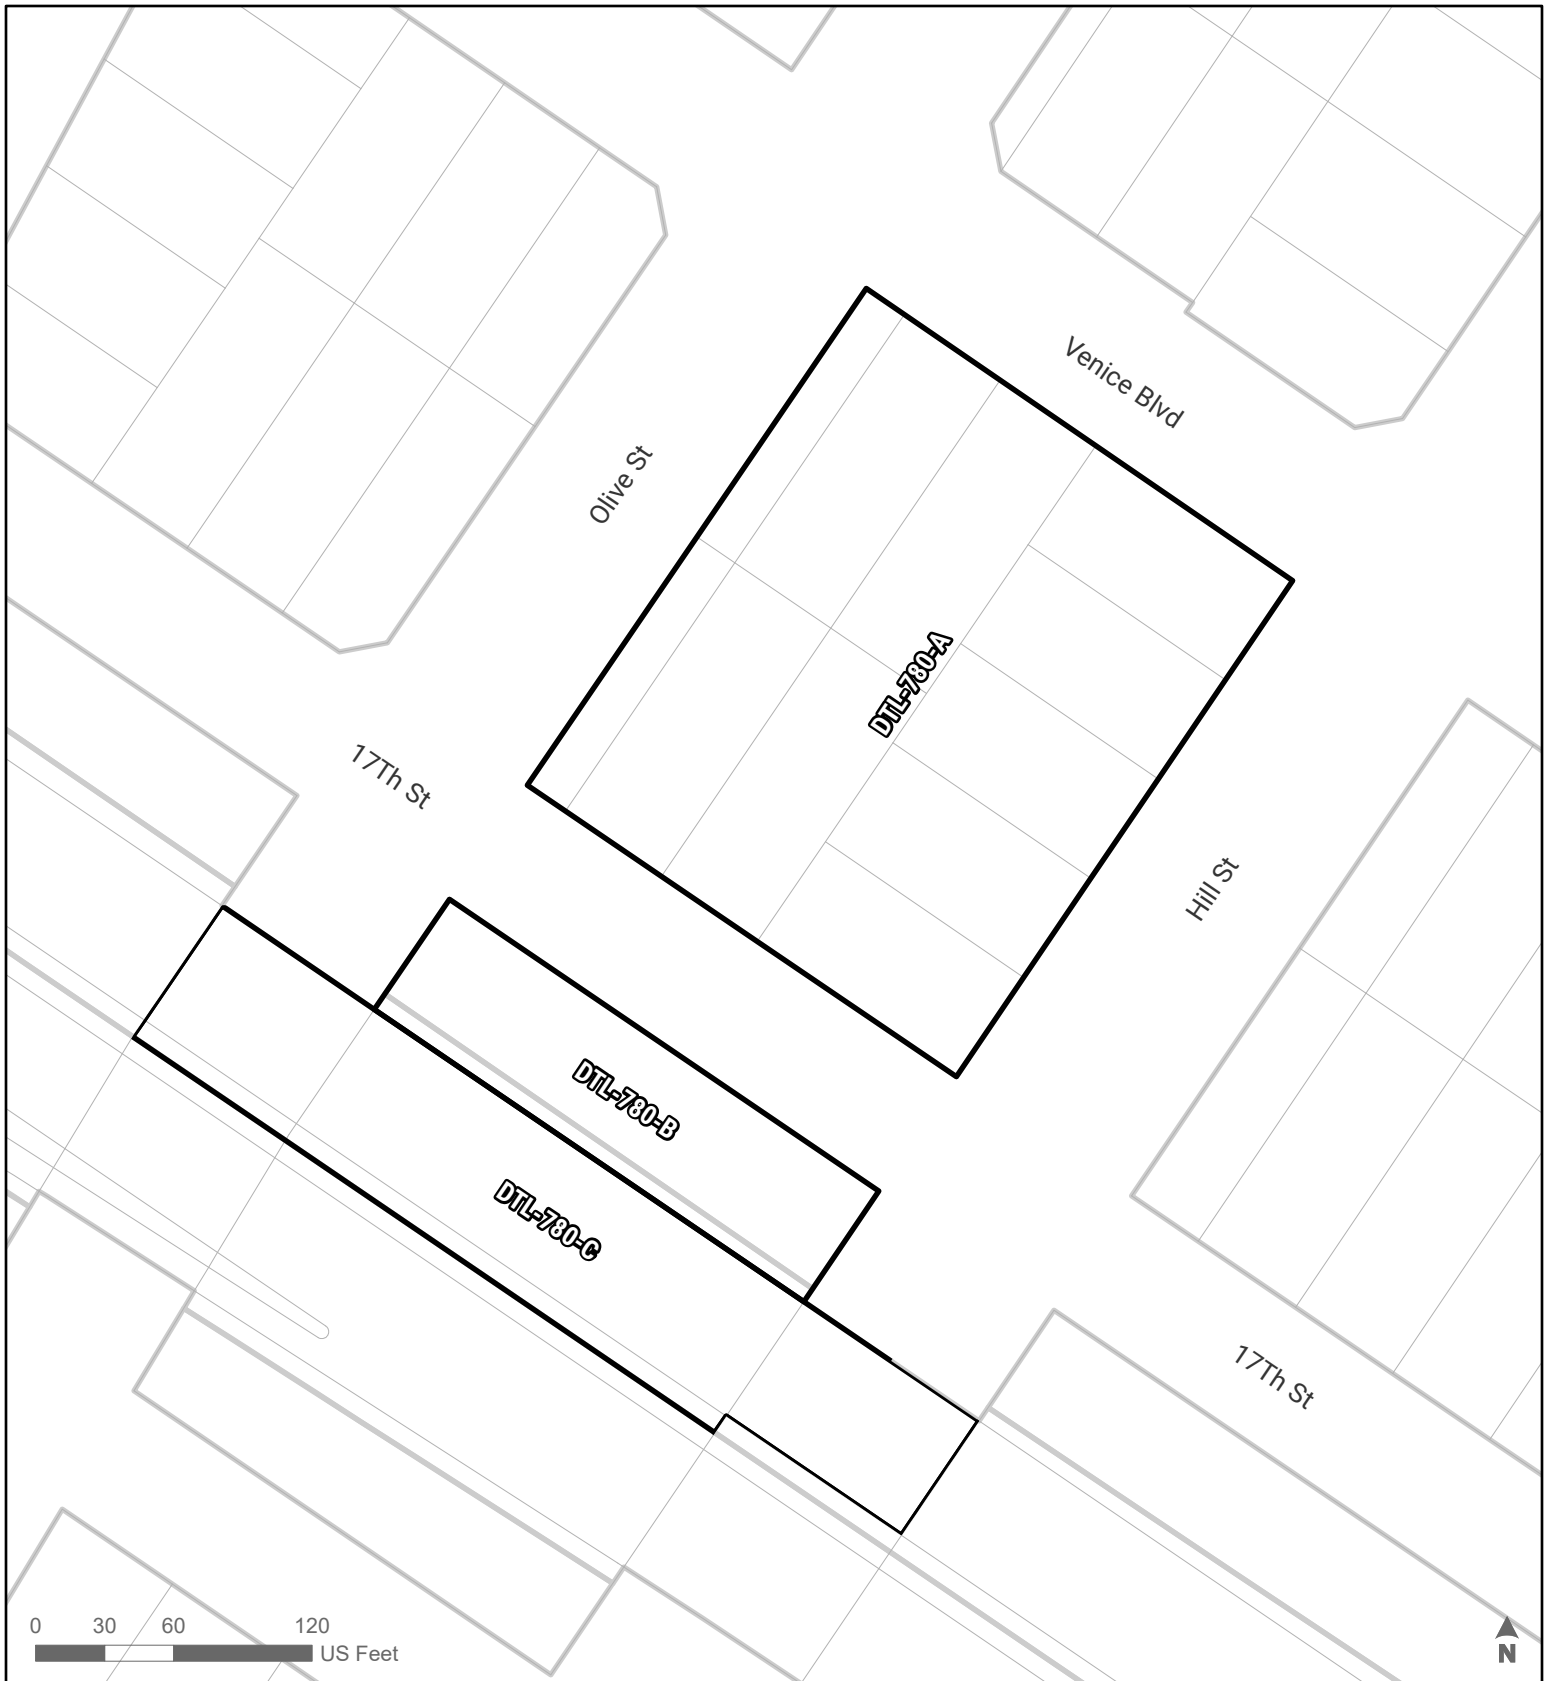 Venice Blvd
Olive St
DTL-780-A
17Th St
Hill St
DTL-780-B
DTL-780-C
17Th St
0 30 60 120
US Feet
N